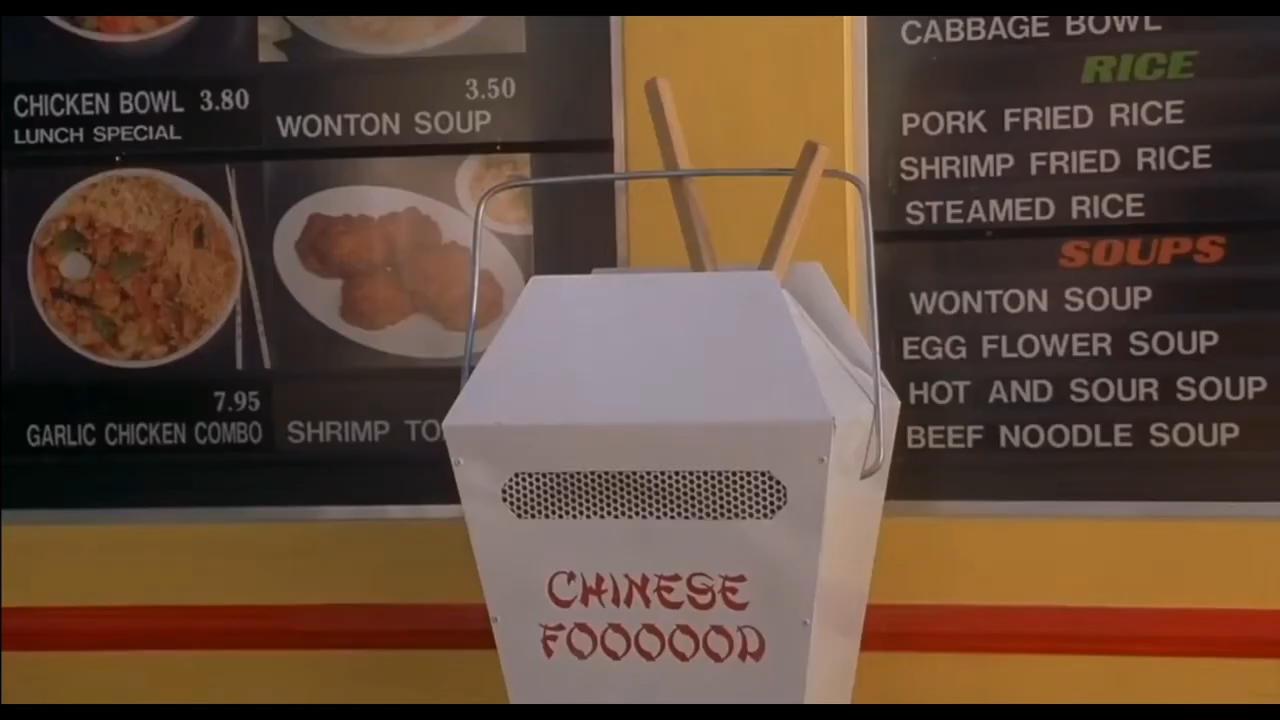 CHICKEN BOWL 3.80
LUNCH SPECIAL
3.50
WONTON SOUP
7.95
GARLIC CHICKEN COMBO
SHRIMP
CHINESE
FOOOOOD
CABBAGE BOWL
RICE
PORK FRIED RICE
SHRIMP FRIED RICE
STEAMED RICE
SOUPS
WONTON SOUP
EGG FLOWER SOUP
HOT AND SOUR SOUP
BEEF NOODLE SOUP